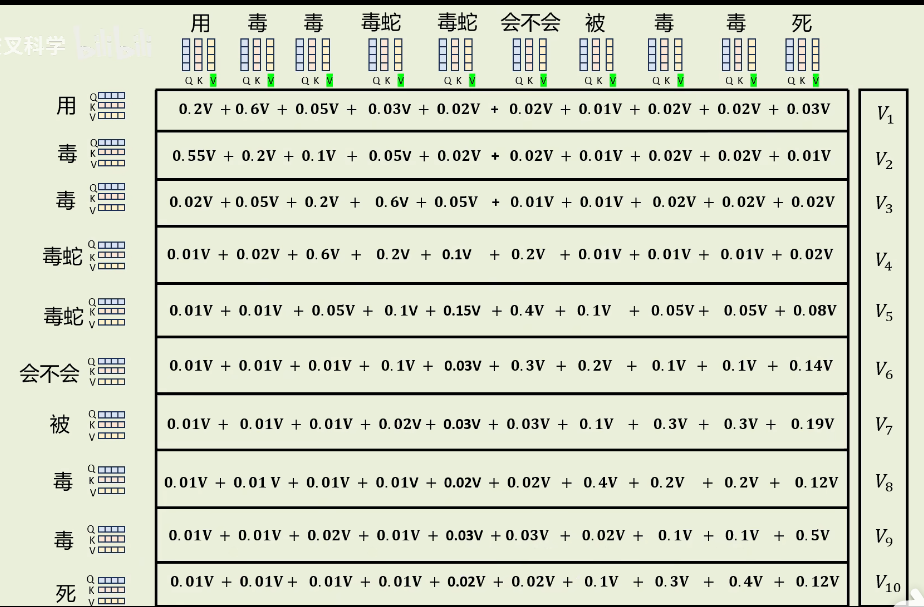 用 毒 毒 毒蛇 毒蛇 会不会 被 毒 毒 死
叉科学 bilibili
Q K V Q K V Q K V Q K V Q K V Q K V Q K V Q K V Q K V Q K V
用 Q K V 0.2V + 0.6V + 0.05V + 0.03V + 0.02V + 0.02V + 0.01V + 0.02V + 0.02V + 0.03V V1
毒 Q K V 0.55V + 0.2V + 0.1V + 0.05V + 0.02V + 0.02V + 0.01V + 0.02V + 0.02V + 0.01V V2
毒 Q K V 0.02V + 0.05V + 0.2V + 0.6V + 0.05V + 0.01V + 0.01V + 0.02V + 0.02V + 0.02V V3
毒蛇 Q K V 0.01V + 0.02V + 0.6V + 0.2V + 0.1V + 0.2V + 0.01V + 0.01V + 0.01V + 0.02V V4
毒蛇 Q K V 0.01V + 0.01V + 0.05V + 0.1V + 0.15V + 0.4V + 0.1V + 0.05V + 0.05V + 0.08V V5
会不会 Q K V 0.01V + 0.01V + 0.01V + 0.1V + 0.03V + 0.3V + 0.2V + 0.1V + 0.1V + 0.14V V6
被 Q K V 0.01V + 0.01V + 0.01V + 0.02V + 0.03V + 0.03V + 0.1V + 0.3V + 0.3V + 0.19V V7
毒 Q K V 0.01V + 0.01 V + 0.01V + 0.01V + 0.02V + 0.02V + 0.4V + 0.2V + 0.2V + 0.12V V8
毒 Q K V 0.01V + 0.01V + 0.02V + 0.01V + 0.03V + 0.03V + 0.02V + 0.1V + 0.1V + 0.5V V9
死 Q K V 0.01V + 0.01V + 0.01V + 0.01V + 0.02V + 0.02V + 0.1V + 0.3V + 0.4V + 0.12V V10